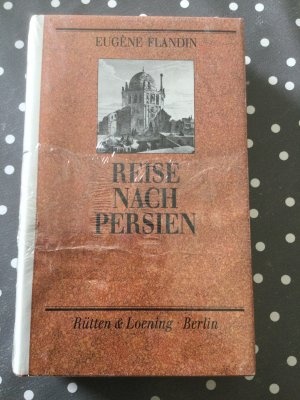 EUGÈNE FLANDIN
REISE
NACH
PERSIEN
Rütten & Loening · Berlin